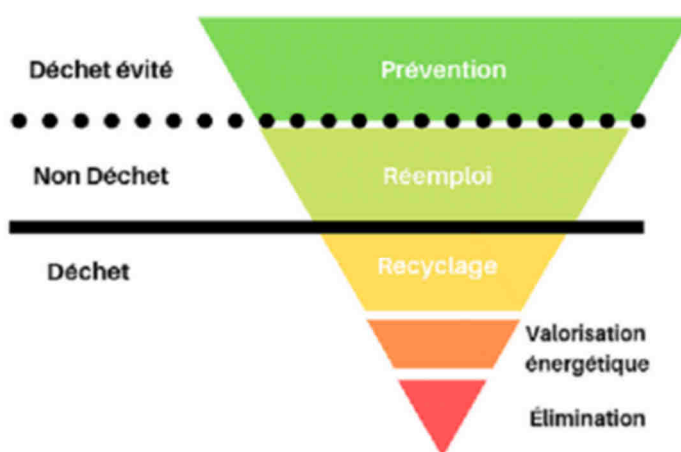 Déchet évité
Prévention
Non Déchet
Réemploi
Déchet
Recyclage
Valorisation
énergétique
Élimination